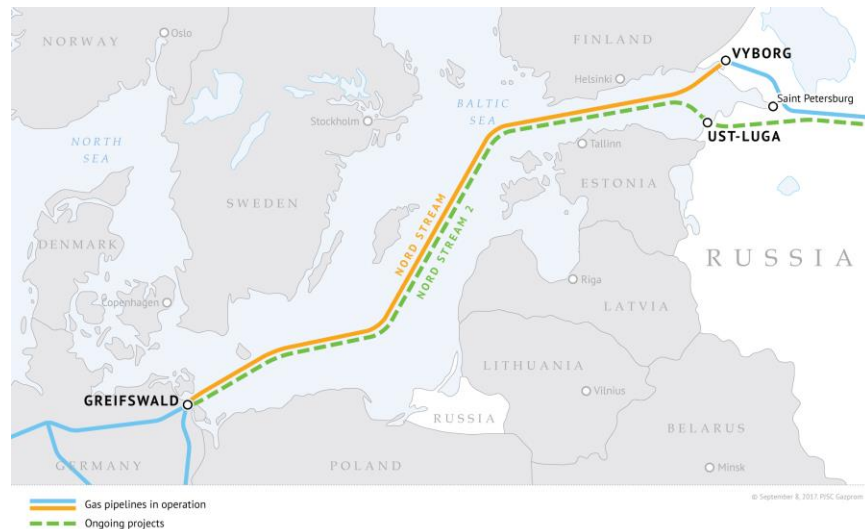 NORWAY
Oslo
FINLAND
VYBORG
Helsinki
Saint Petersburg
BALTIC
SEA
Stockholm
UST-LUGA
NORTH
SEA
Tallinn
ESTONIA
SWEDEN
NORD STREAM
NORD STREAM 2
RUSSIA
DENMARK
Riga
Copenhagen
LATVIA
LITHUANIA
GREIFSWALD
Vilnius
RUSSIA
BELARUS
GERMANY
POLAND
Minsk
© September 8, 2017 PJSC Gazprom
Gas pipelines in operation
Ongoing projects